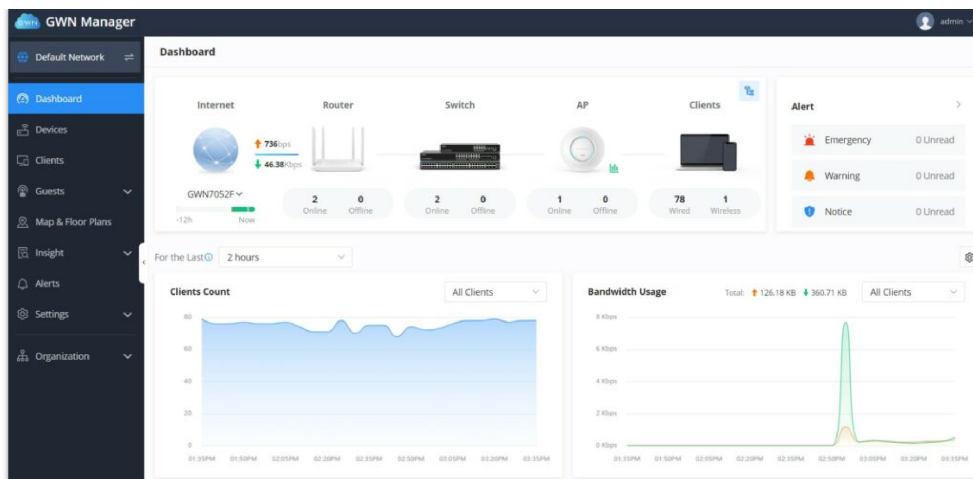 GWN GWN Manager
admin
Default Network
Dashboard
Dashboard
Devices
Clients
Guests
Map & Floor Plans
Insight
Alerts
Settings
Organization
Internet Router Switch AP Clients
736bps
46.38Kbps
GWN7052F
-12h Now
2 0
Online Offline
2 0
Online Offline
1 0
Online Offline
78 1
Wired Wireless
Alert
Emergency 0 Unread
Warning 0 Unread
Notice 0 Unread
For the Last 2 hours
Clients Count All Clients
80
60
40
20
0
01:35PM 01:50PM 02:05PM 02:20PM 02:35PM 02:50PM 03:05PM 03:20PM 03:35PM
Bandwidth Usage Total: 126.18 KB 360.71 KB All Clients
8 Kbps
6 Kbps
4 Kbps
2 Kbps
0 Kbps
01:35PM 01:50PM 02:05PM 02:20PM 02:35PM 02:50PM 03:05PM 03:20PM 03:35PM